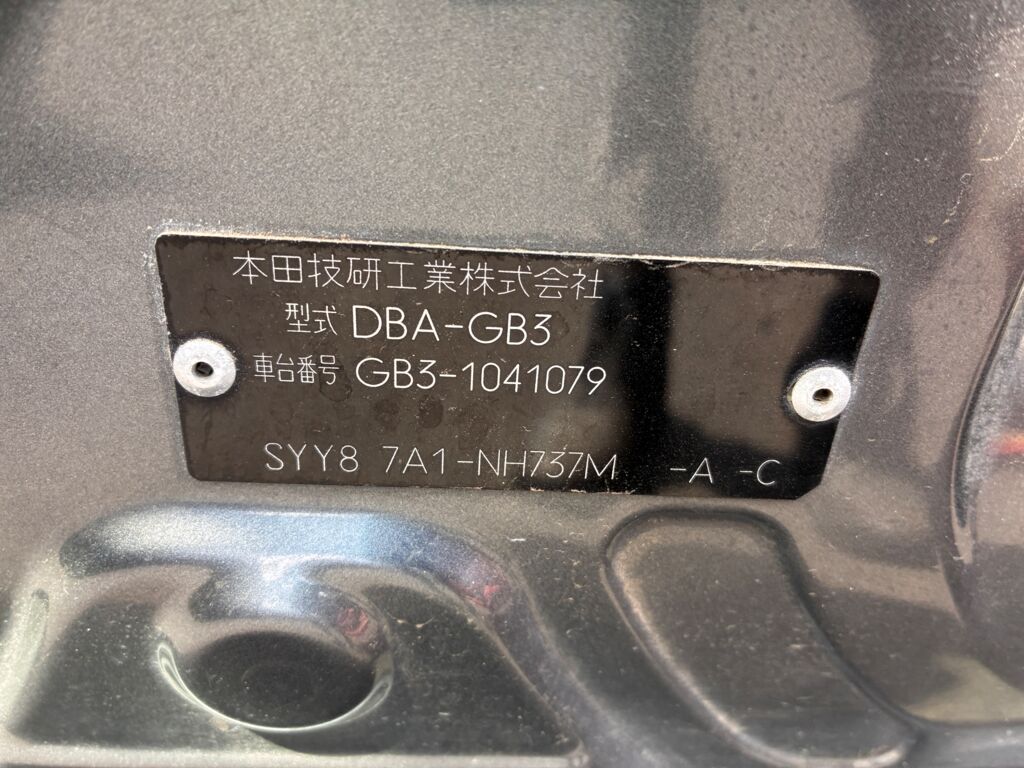 本田技研工業株式会社
型式 DBA-GB3
車台番号 GB3-1041079
SYY8 7A1-NH737M -A -C